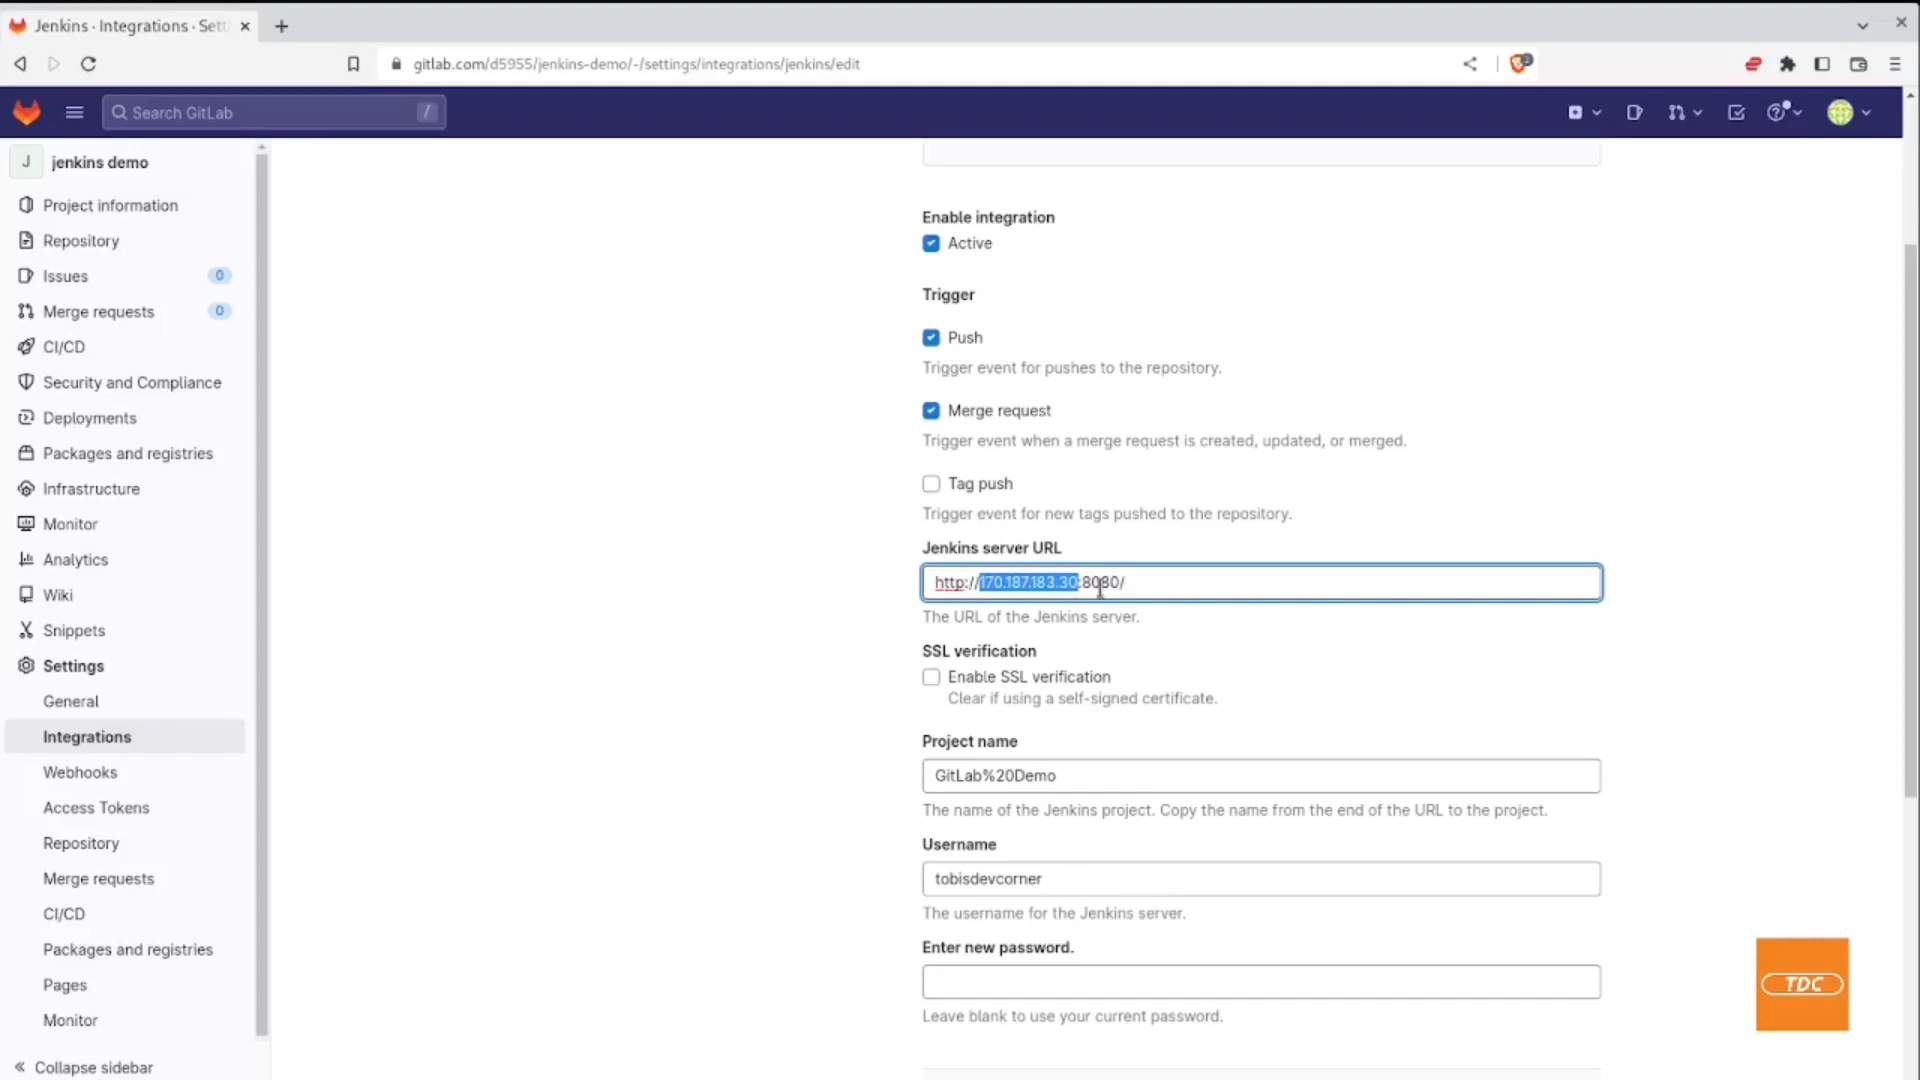 Jenkins · Integrations · Sett
gitlab.com/d5955/jenkins-demo/-/settings/integrations/jenkins/edit
Search GitLab
/
J
jenkins demo
Project information
Repository
Issues 0
Merge requests 0
CI/CD
Security and Compliance
Deployments
Packages and registries
Infrastructure
Monitor
Analytics
Wiki
Snippets
Settings
General
Integrations
Webhooks
Access Tokens
Repository
Merge requests
CI/CD
Packages and registries
Pages
Monitor
Collapse sidebar
Enable integration
Active
Trigger
Push
Trigger event for pushes to the repository.
Merge request
Trigger event when a merge request is created, updated, or merged.
Tag push
Trigger event for new tags pushed to the repository.
Jenkins server URL
http://170.187.183.30:8080/
The URL of the Jenkins server.
SSL verification
Enable SSL verification
Clear if using a self-signed certificate.
Project name
GitLab%20Demo
The name of the Jenkins project. Copy the name from the end of the URL to the project.
Username
tobisdevcorner
The username for the Jenkins server.
Enter new password.
Leave blank to use your current password.
TDC